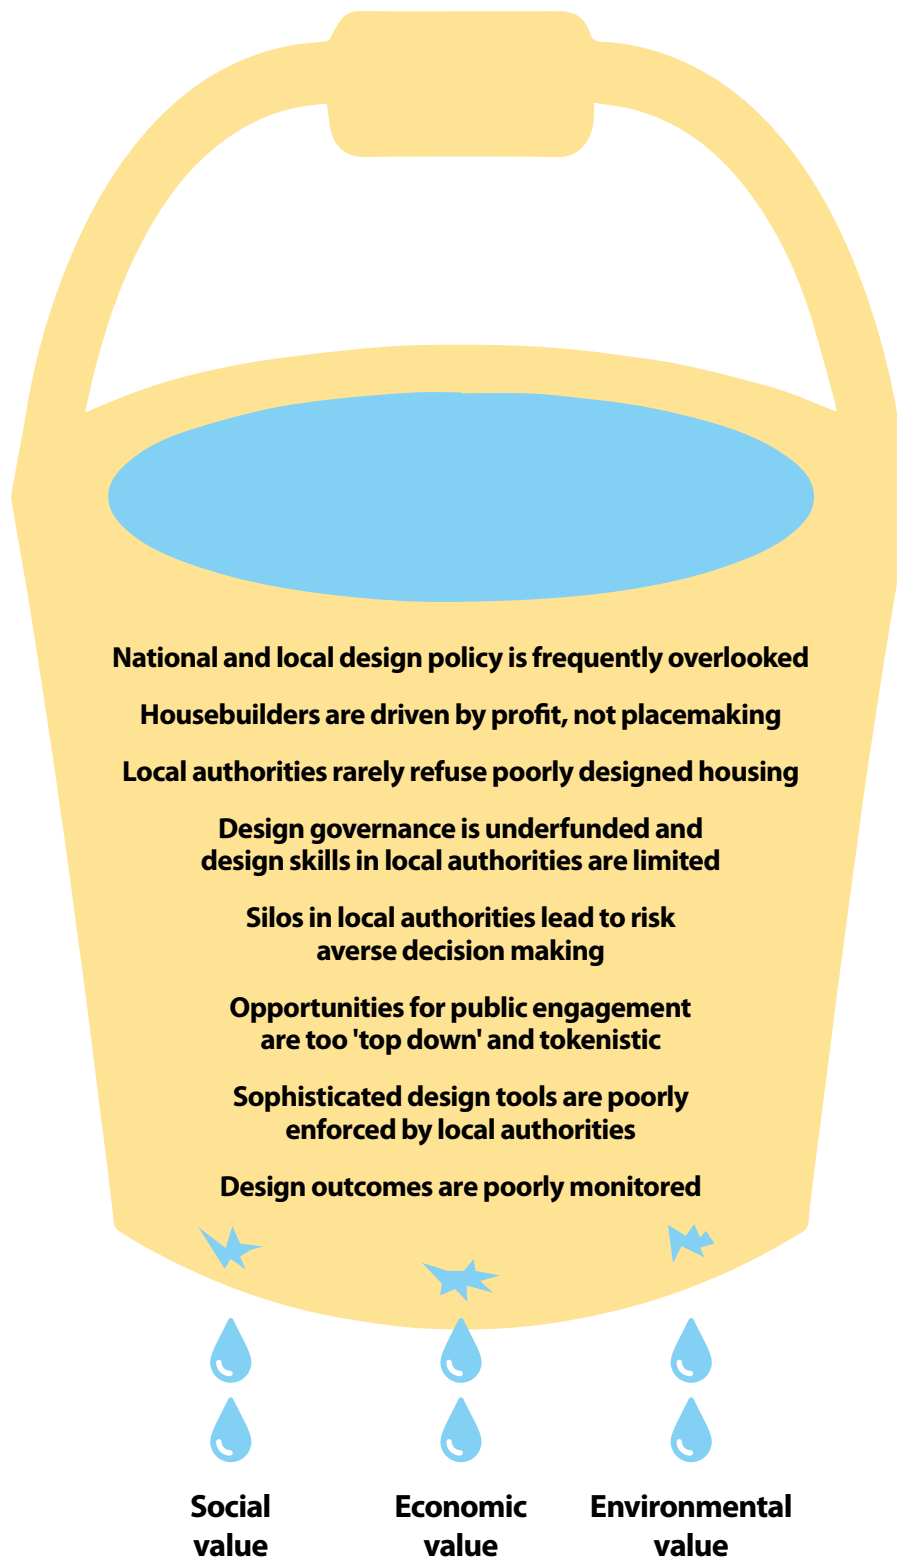 National and local design policy is frequently overlooked
Housebuilders are driven by profit, not placemaking
Local authorities rarely refuse poorly designed housing
Design governance is underfunded and
design skills in local authorities are limited
Silos in local authorities lead to risk
averse decision making
Opportunities for public engagement
are too 'top down' and tokenistic
Sophisticated design tools are poorly
enforced by local authorities
Design outcomes are poorly monitored
Social
value
Economic
value
Environmental
value